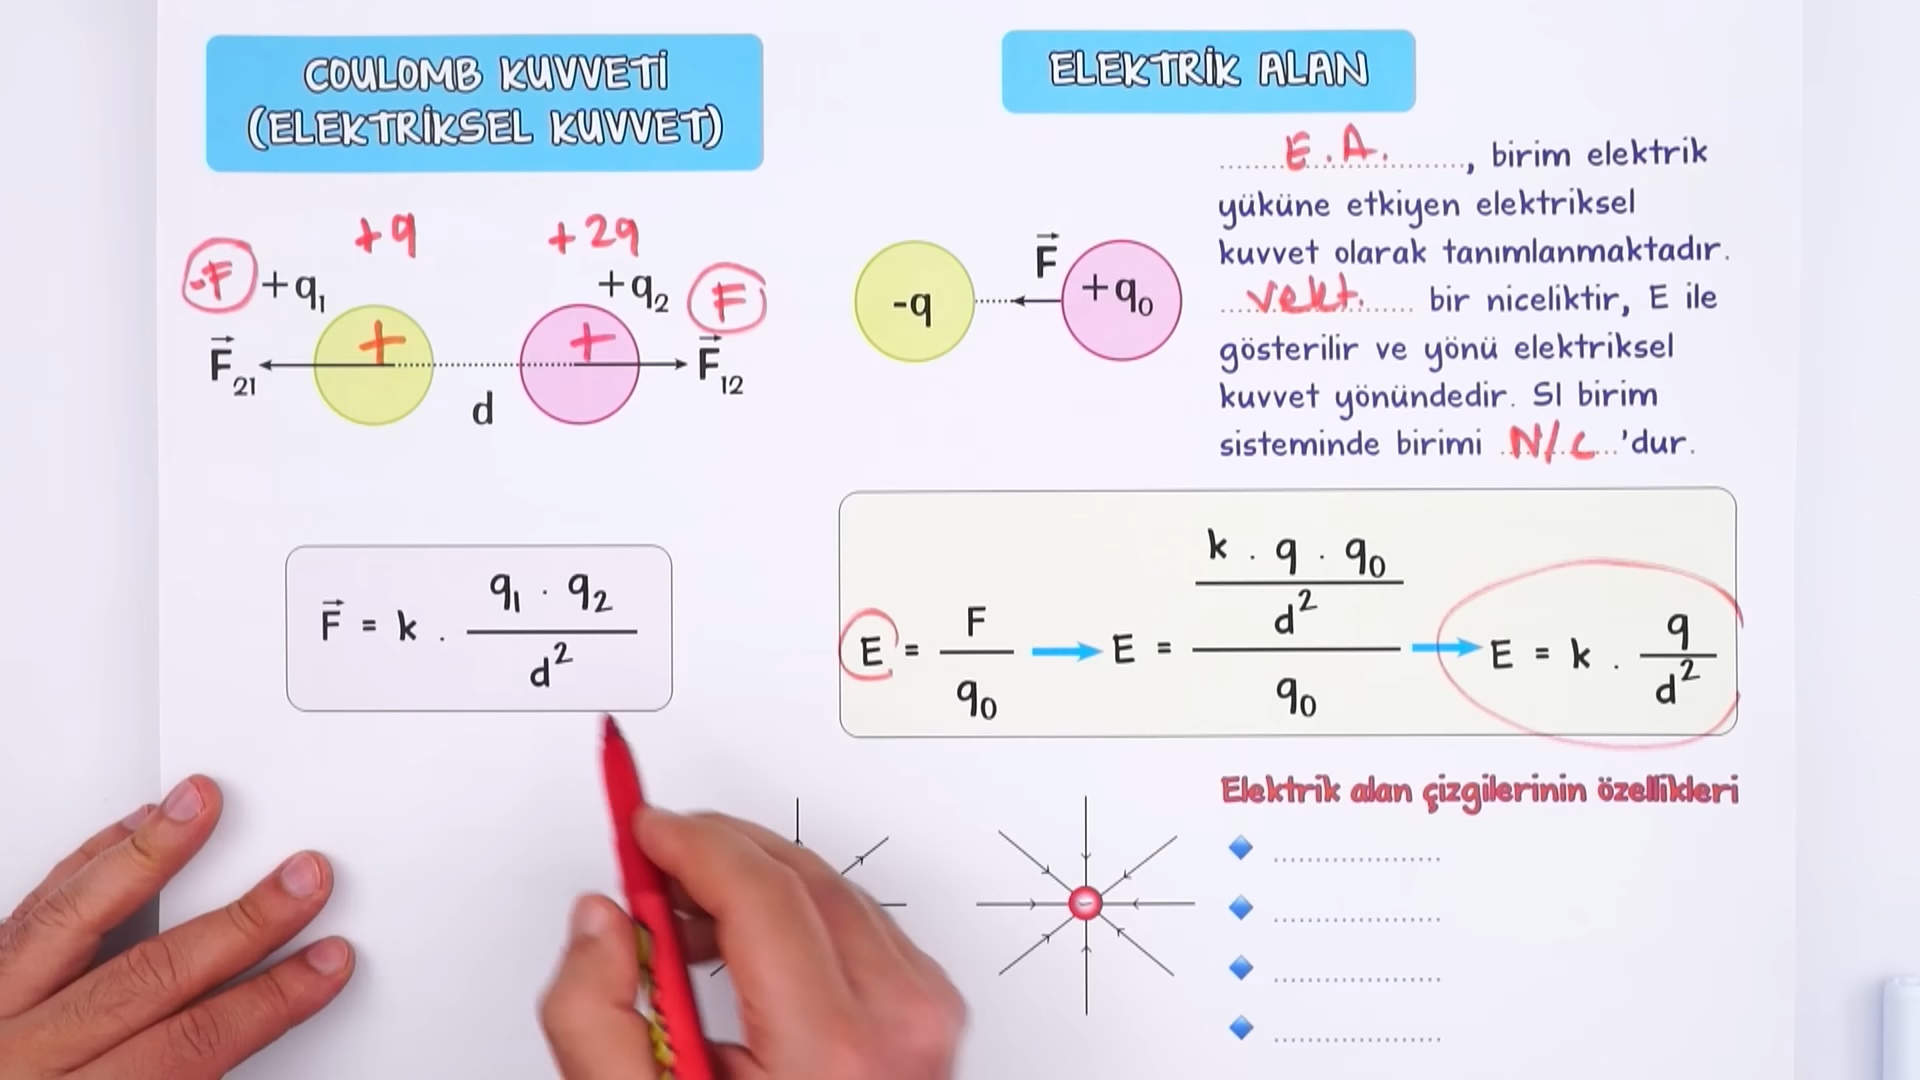 COULOMB KUVVETİ
(ELEKTRİKSEL KUVVET)
+q +2q
-F +q₁ +q₂ F
+ +
F⃗₂₁ F⃗₁₂
d
F⃗ = k . q₁ . q₂ / d²
ELEKTRİK ALAN
-q F⃗ +q₀
E.A. , birim elektrik
yüküne etkiyen elektriksel
kuvvet olarak tanımlanmaktadır.
vekt. bir niceliktir, E ile
gösterilir ve yönü elektriksel
kuvvet yönündedir. SI birim
sisteminde birimi N/C 'dur.
E = F / q₀ → E = k . q . q₀ / d² / q₀ → E = k . q / d²
Elektrik alan çizgilerinin özellikleri
-